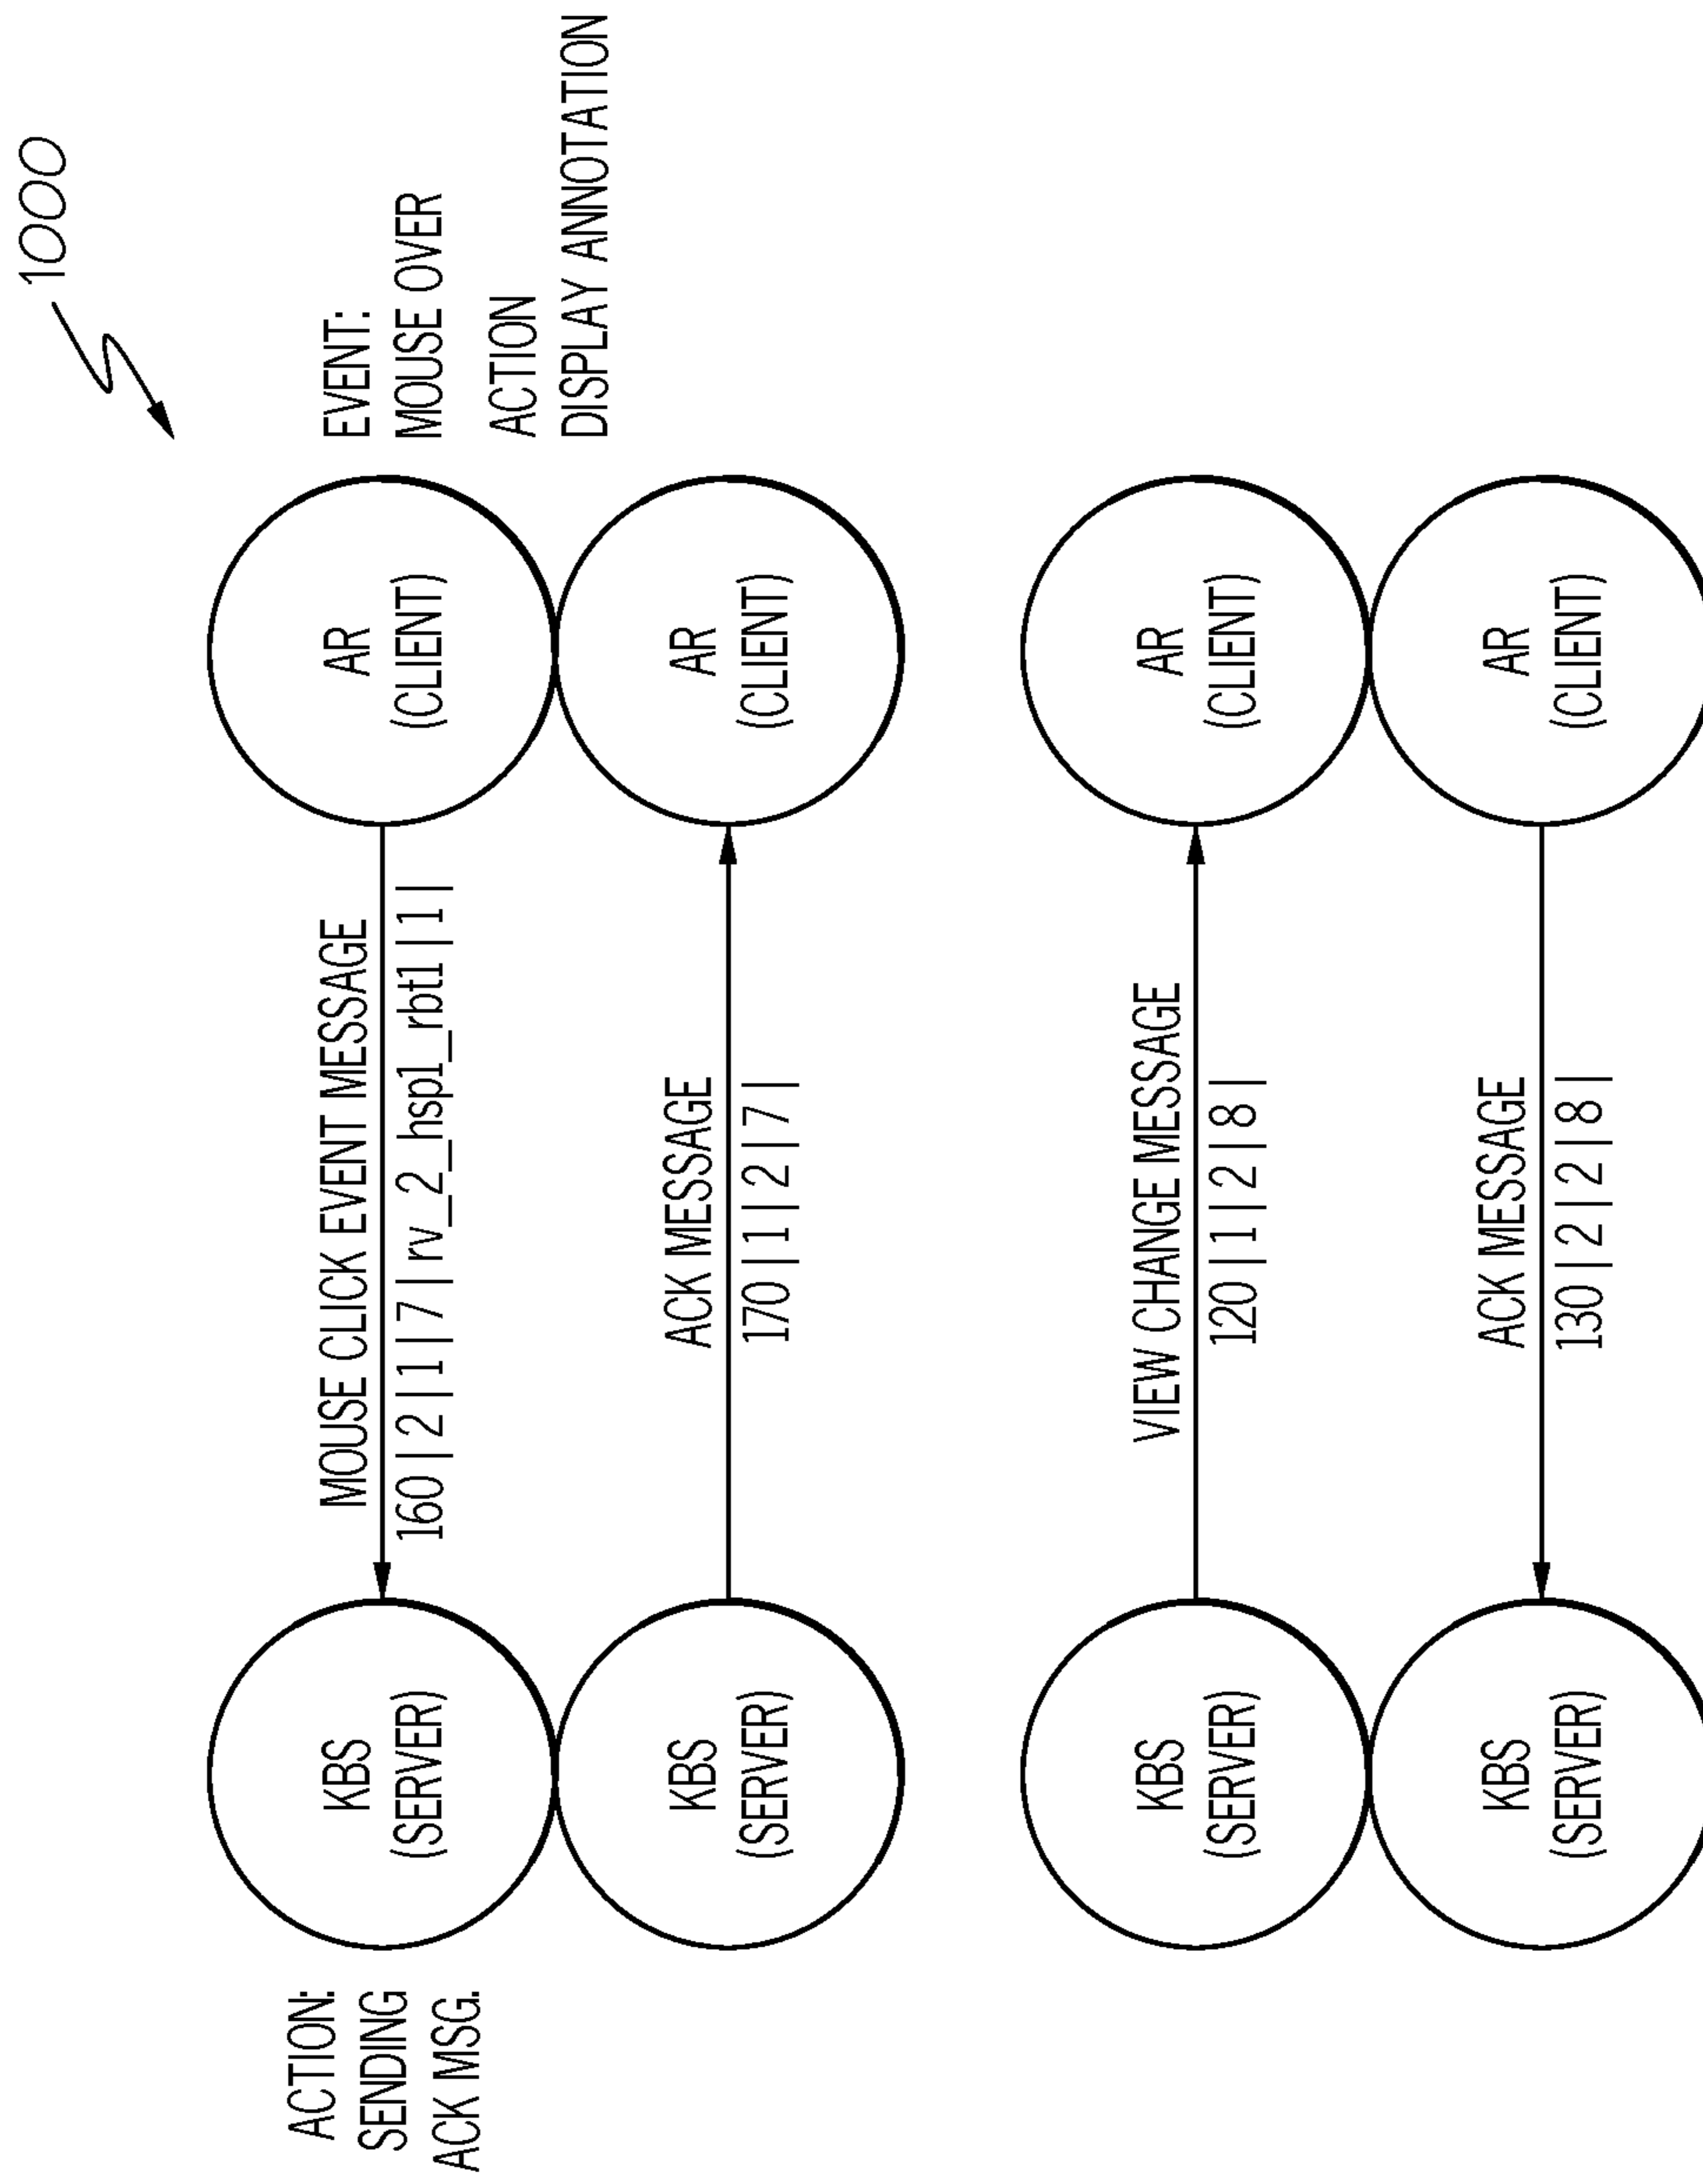 1000
ACTION:
SENDING
ACK MSG.
KBS
(SERVER)
MOUSE CLICK EVENT MESSAGE
160|2|1|7|rv_2_hsp1_rbt1|1|
AR
(CLIENT)
EVENT:
MOUSE OVER
ACTION
DISPLAY ANNOTATION
KBS
(SERVER)
ACK MESSAGE
170|1|2|7|
AR
(CLIENT)
KBS
(SERVER)
VIEW CHANGE MESSAGE
120|1|2|8|
AR
(CLIENT)
KBS
(SERVER)
ACK MESSAGE
130|2|2|8|
AR
(CLIENT)